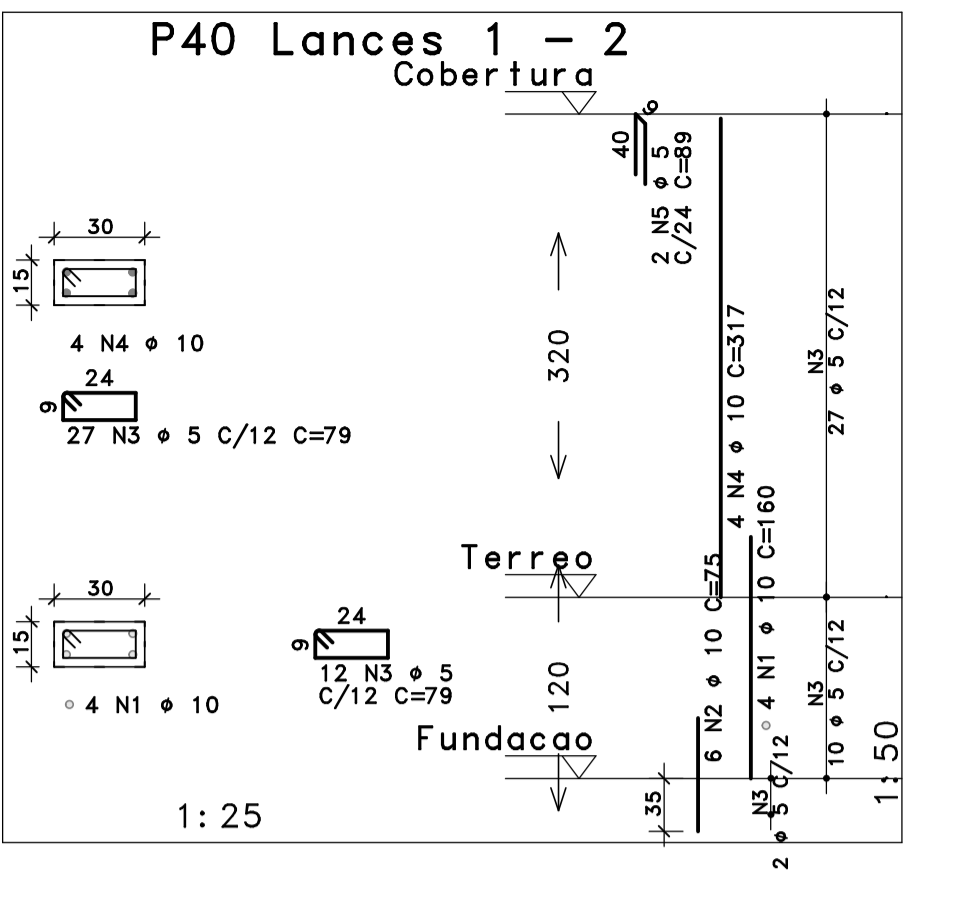 P40 Lances 1 - 2
Cobertura
40
9
2 N5 ø 5
C/24 C=89
30
15
4 N4 ø 10
24
9
27 N3 ø 5 C/12 C=79
320
4 N4 ø 10 C=317
N3
27 ø 5 C/12
Terreo
30
15
4 N1 ø 10
24
9
12 N3 ø 5
C/12 C=79
120
6 N2 ø 10 C=75
4 N1 ø 10 C=160
N3
10 ø 5 C/12
Fundacao
35
N3
2 ø 5 C/12
1:25
1:50